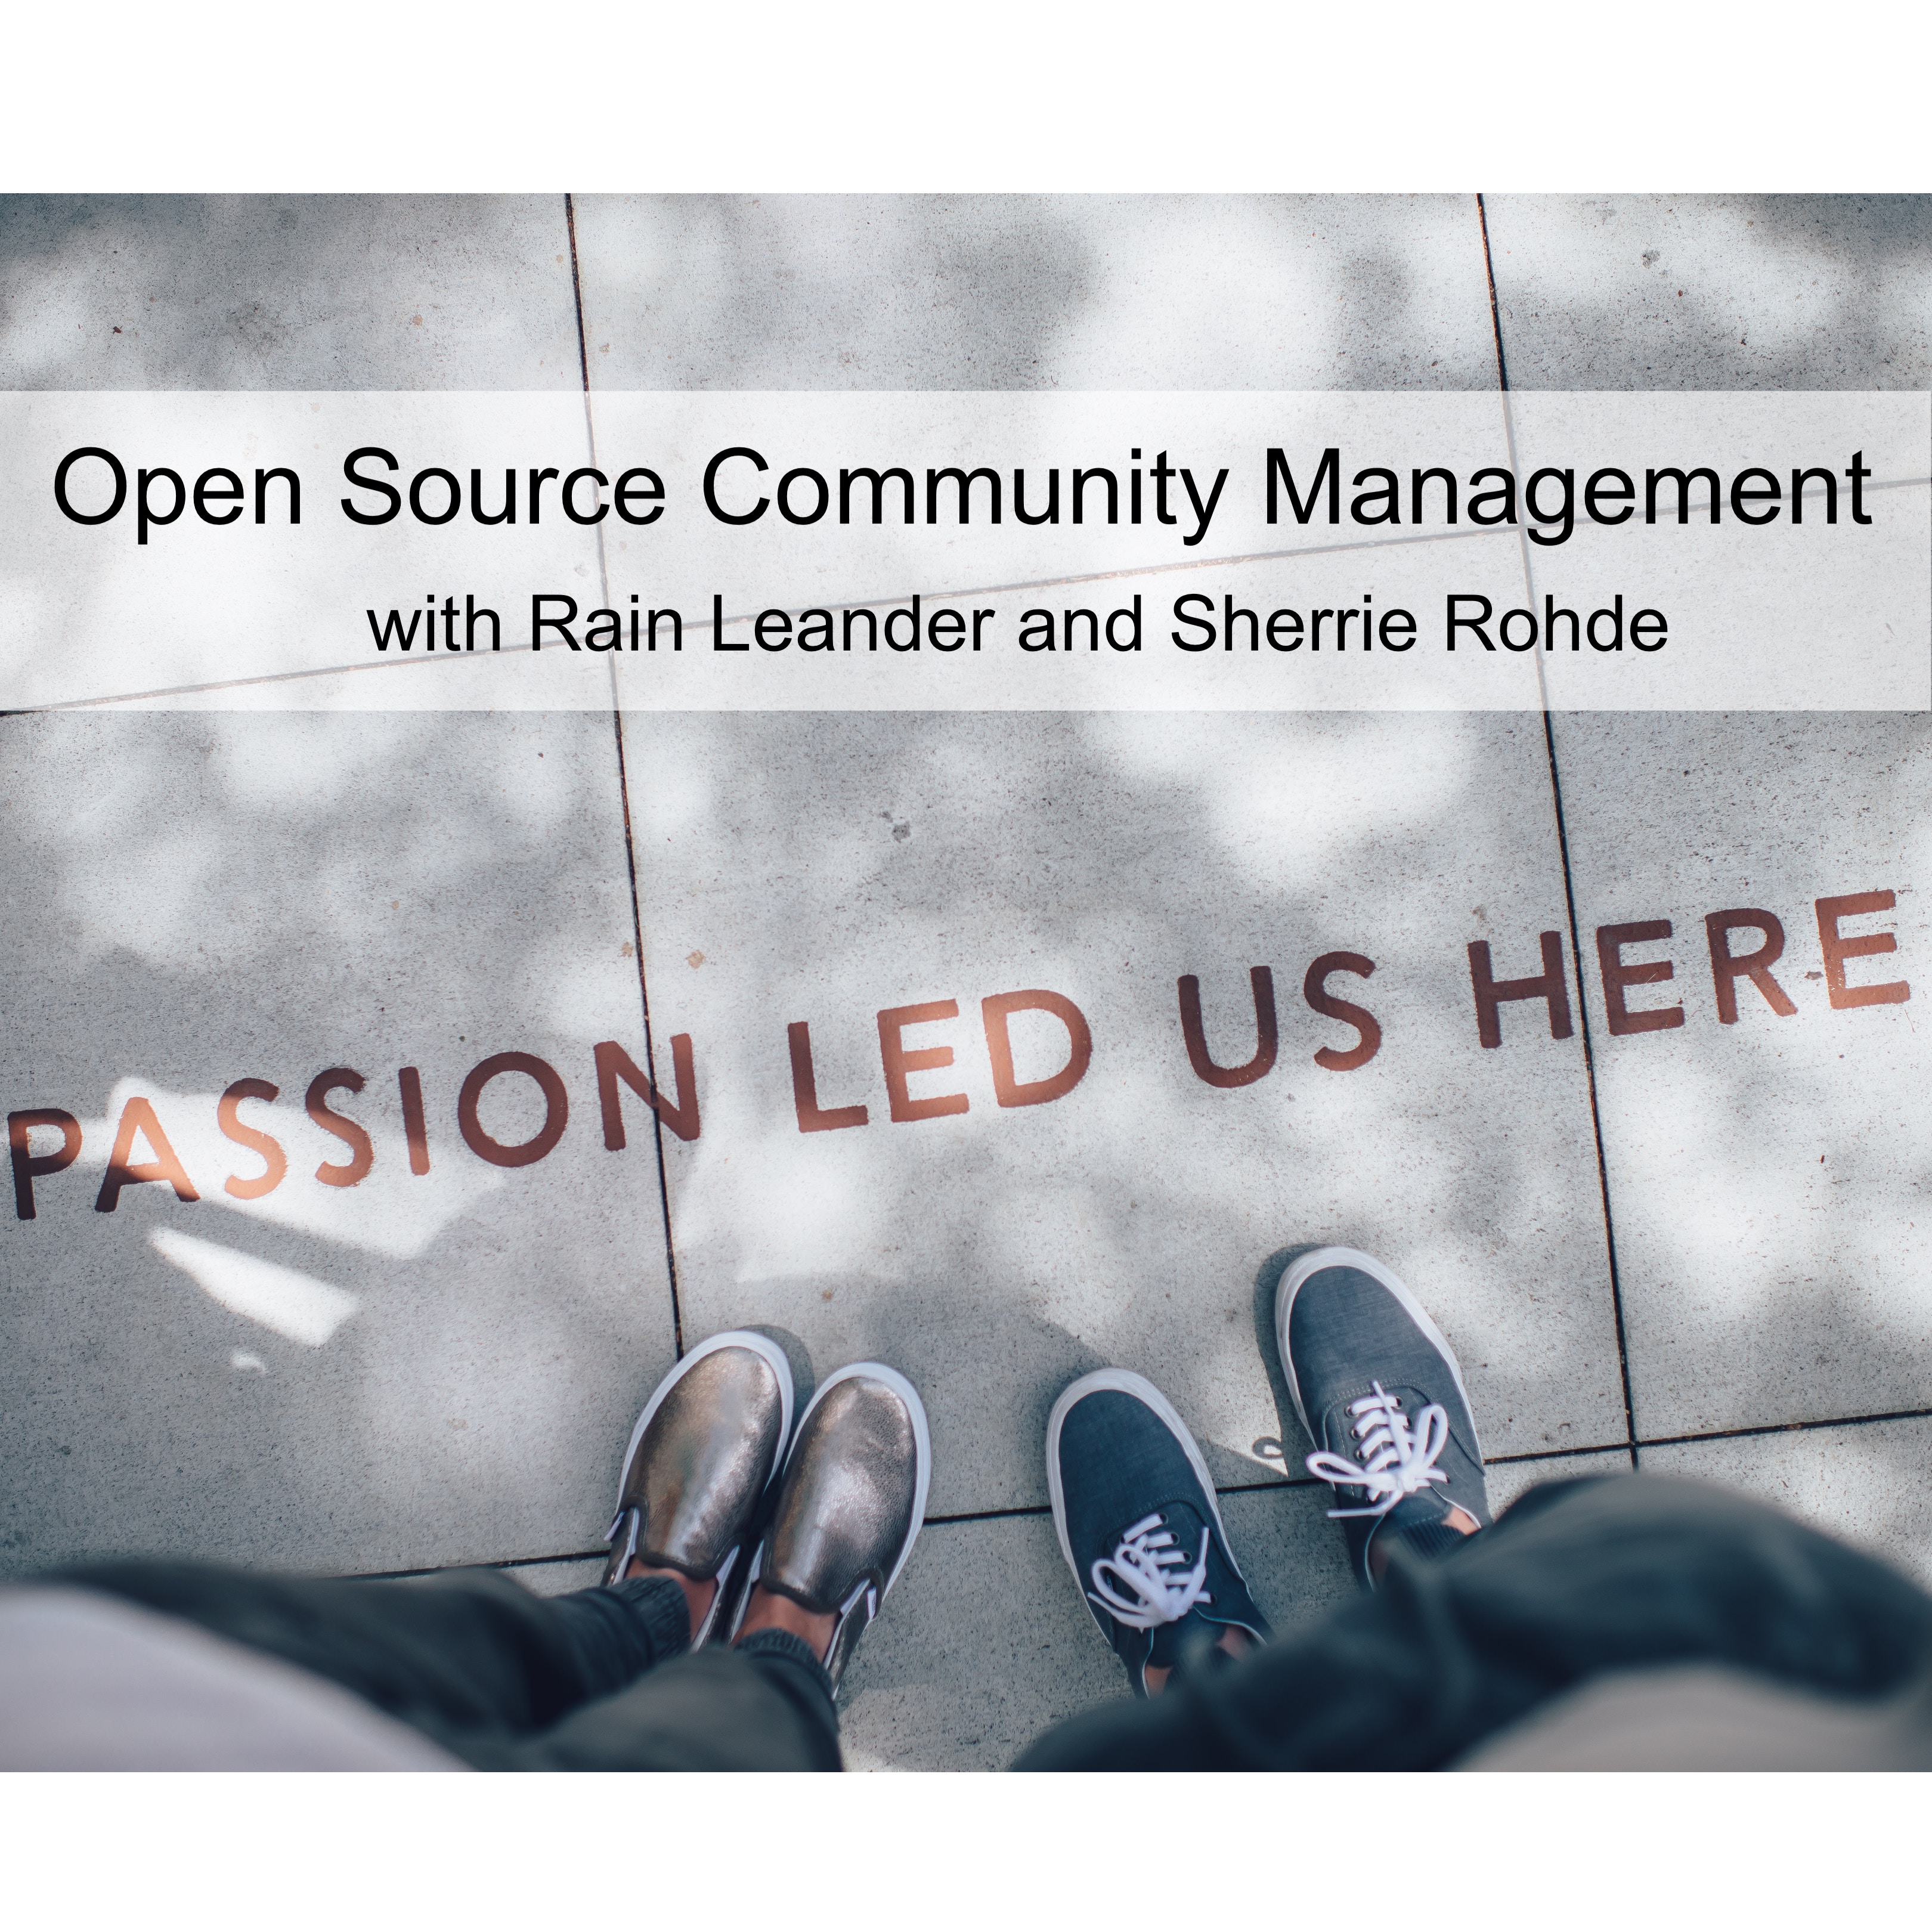 Open Source Community Management
with Rain Leander and Sherrie Rohde
PASSION LED US HERE